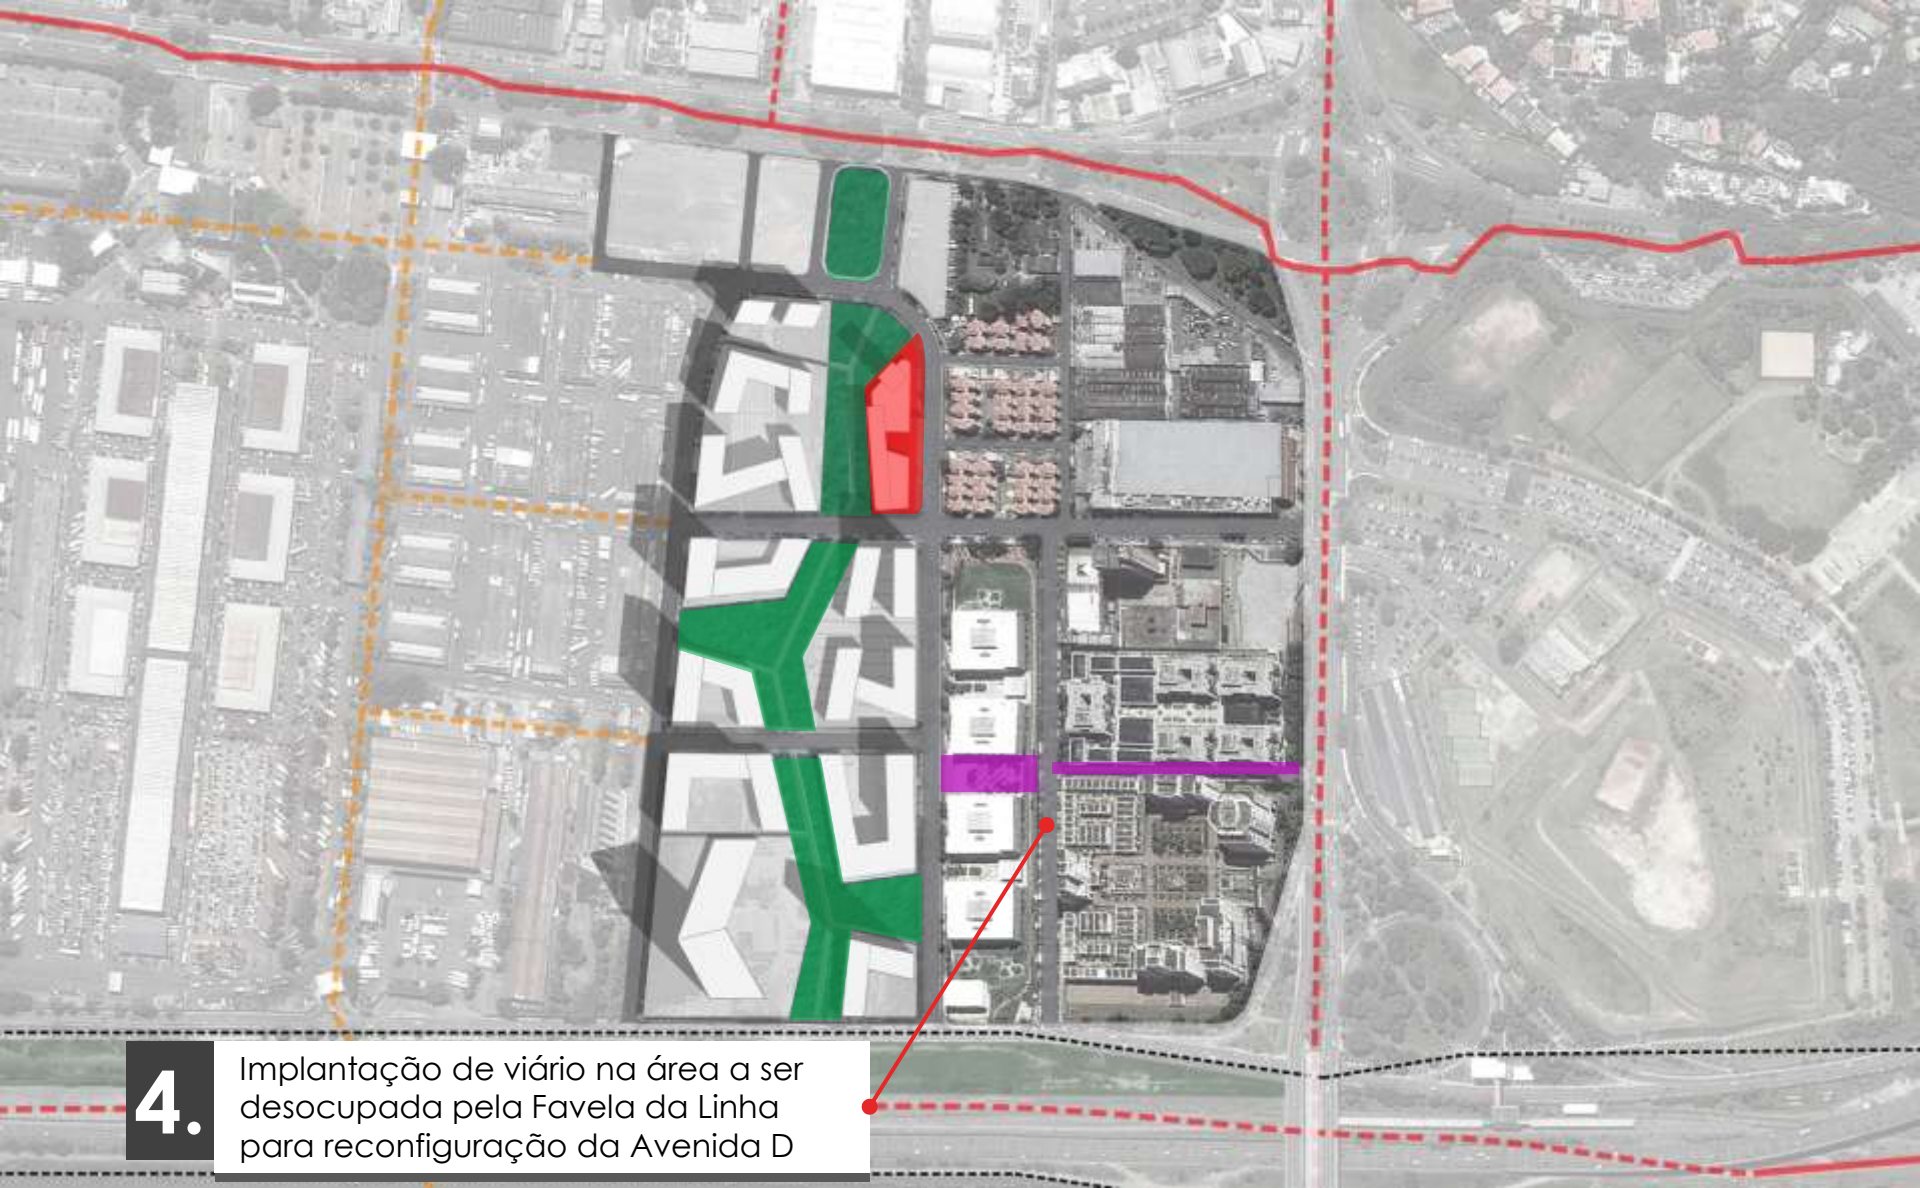 4.
Implantação de viário na área a ser
desocupada pela Favela da Linha
para reconfiguração da Avenida D